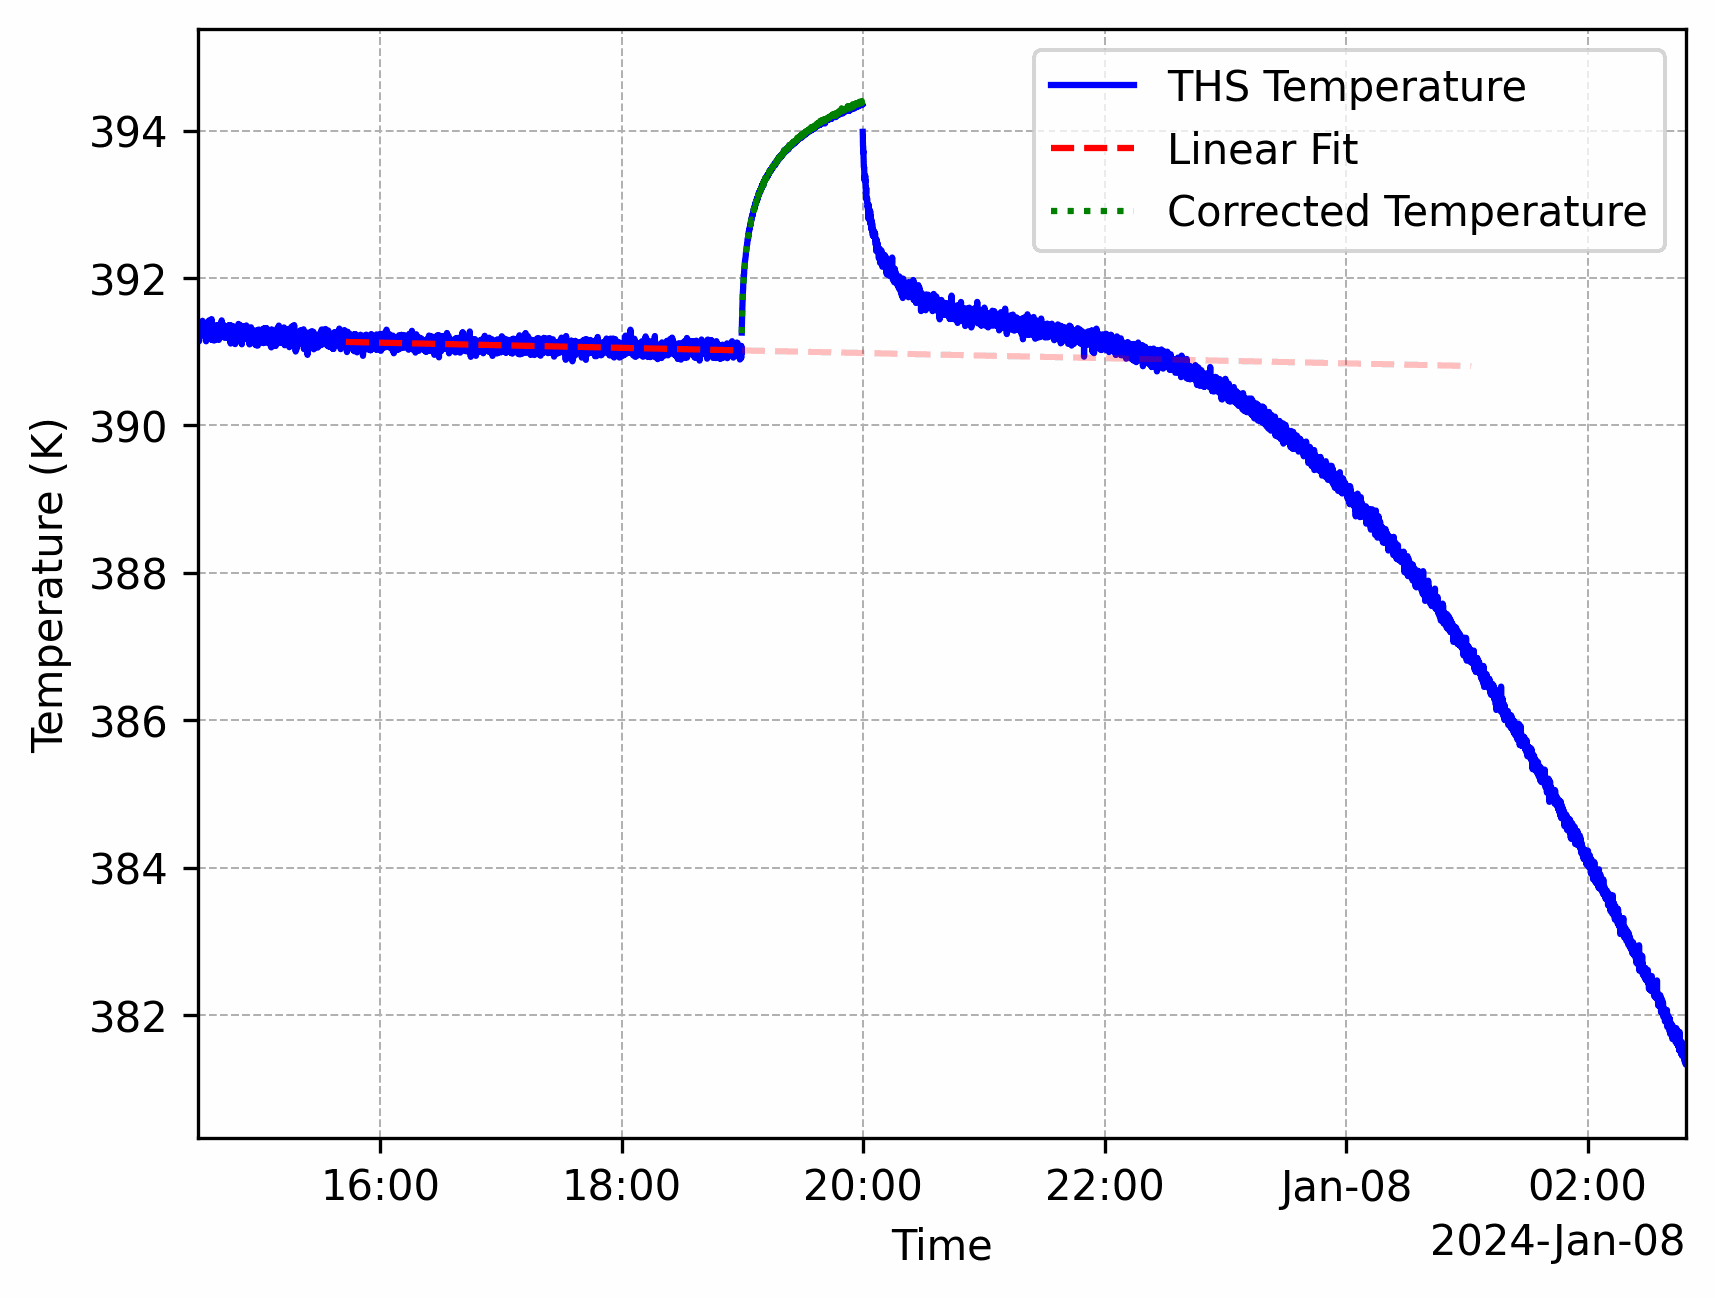 THS Temperature
Linear Fit
Corrected Temperature
394
392
390
388
386
384
382
Temperature (K)
16:00 18:00 20:00 22:00 Jan-08 02:00
Time
2024-Jan-08